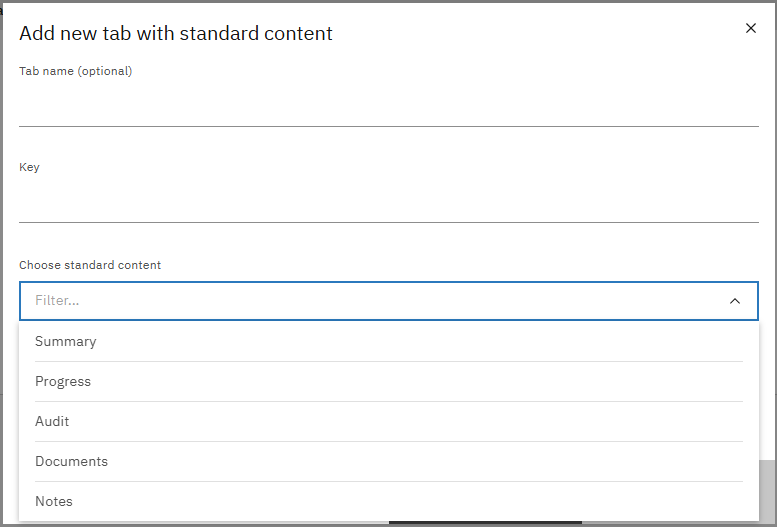 Add new tab with standard content
Tab name (optional)
Key
Choose standard content
Filter...
Summary
Progress
Audit
Documents
Notes